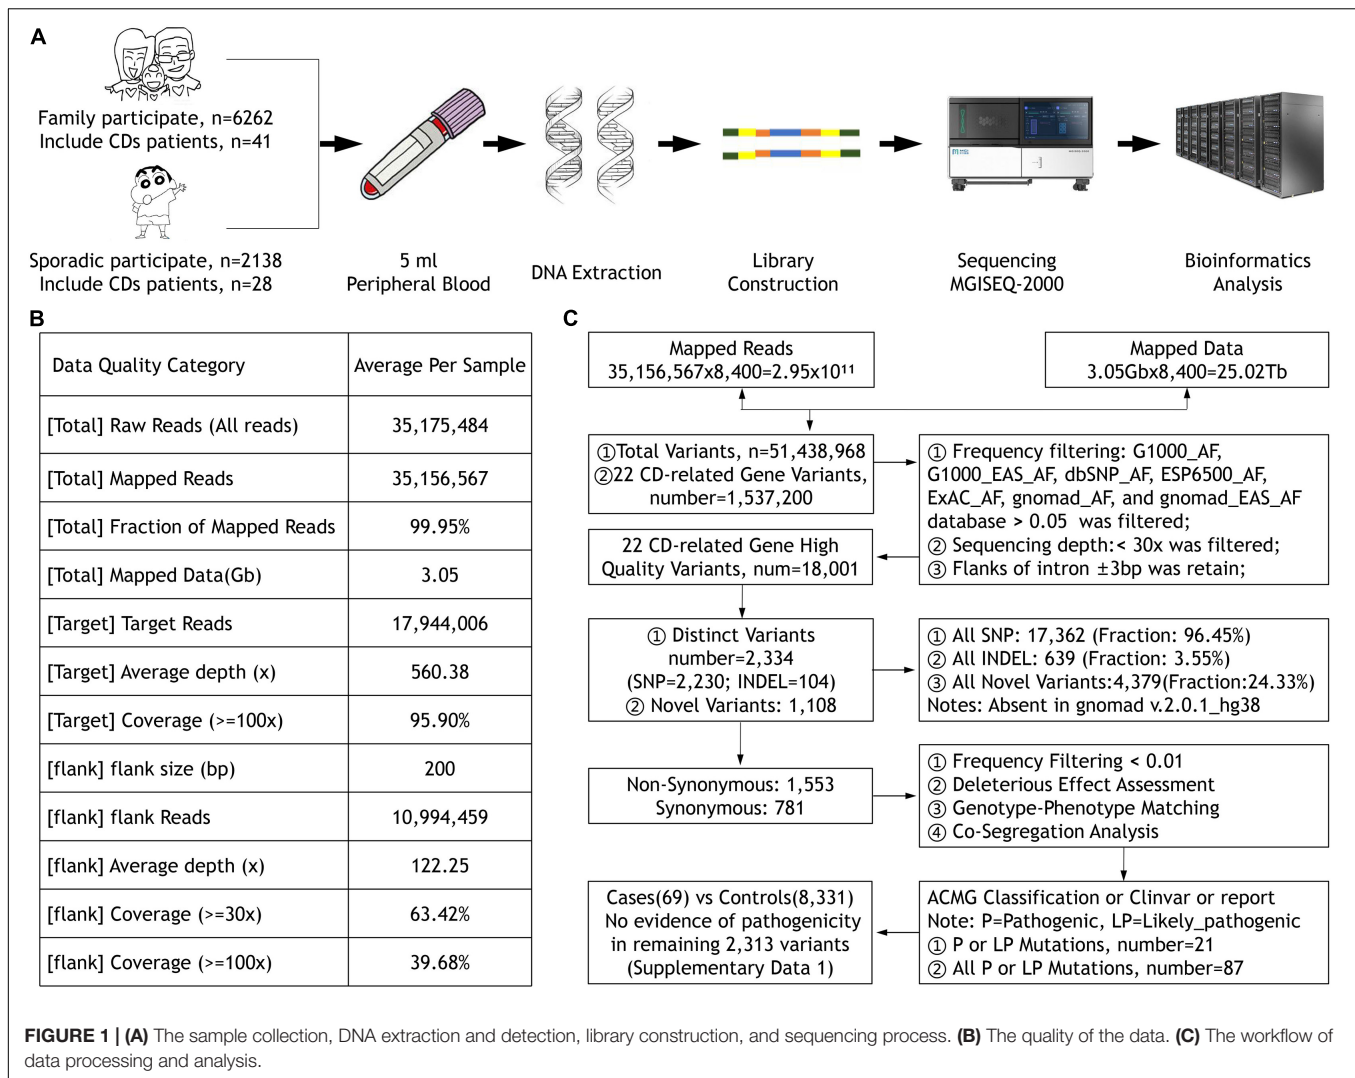 A
Family participate, n=6262
Include CDs patients, n=41
Sporadic participate, n=2138
Include CDs patients, n=28
5 ml
Peripheral Blood
DNA Extraction
Library
Construction
Sequencing
MGISEQ-2000
Bioinformatics
Analysis
B
Data Quality Category
Average Per Sample
[Total] Raw Reads (All reads)
35,175,484
[Total] Mapped Reads
35,156,567
[Total] Fraction of Mapped Reads
99.95%
[Total] Mapped Data(Gb)
3.05
[Target] Target Reads
17,944,006
[Target] Average depth (x)
560.38
[Target] Coverage (>=100x)
95.90%
[flank] flank size (bp)
200
[flank] flank Reads
10,994,459
[flank] Average depth (x)
122.25
[flank] Coverage (>=30x)
63.42%
[flank] Coverage (>=100x)
39.68%
C
Mapped Reads
35,156,567x8,400=2.95x10¹¹
Mapped Data
3.05Gbx8,400=25.02Tb
①Total Variants, n=51,438,968
②22 CD-related Gene Variants,
number=1,537,200
① Frequency filtering: G1000_AF,
G1000_EAS_AF, dbSNP_AF, ESP6500_AF,
ExAC_AF, gnomad_AF, and gnomad_EAS_AF
database > 0.05 was filtered;
② Sequencing depth:< 30x was filtered;
③ Flanks of intron ±3bp was retain;
22 CD-related Gene High
Quality Variants, num=18,001
① Distinct Variants
number=2,334
(SNP=2,230; INDEL=104)
② Novel Variants: 1,108
① All SNP: 17,362 (Fraction: 96.45%)
② All INDEL: 639 (Fraction: 3.55%)
③ All Novel Variants:4,379(Fraction:24.33%)
Notes: Absent in gnomad v.2.0.1_hg38
Non-Synonymous: 1,553
Synonymous: 781
① Frequency Filtering < 0.01
② Deleterious Effect Assessment
③ Genotype-Phenotype Matching
④ Co-Segregation Analysis
Cases(69) vs Controls(8,331)
No evidence of pathogenicity
in remaining 2,313 variants
(Supplementary Data 1)
ACMG Classification or Clinvar or report
Note: P=Pathogenic, LP=Likely_pathogenic
① P or LP Mutations, number=21
② All P or LP Mutations, number=87
FIGURE 1 | (A) The sample collection, DNA extraction and detection, library construction, and sequencing process. (B) The quality of the data. (C) The workflow of
data processing and analysis.